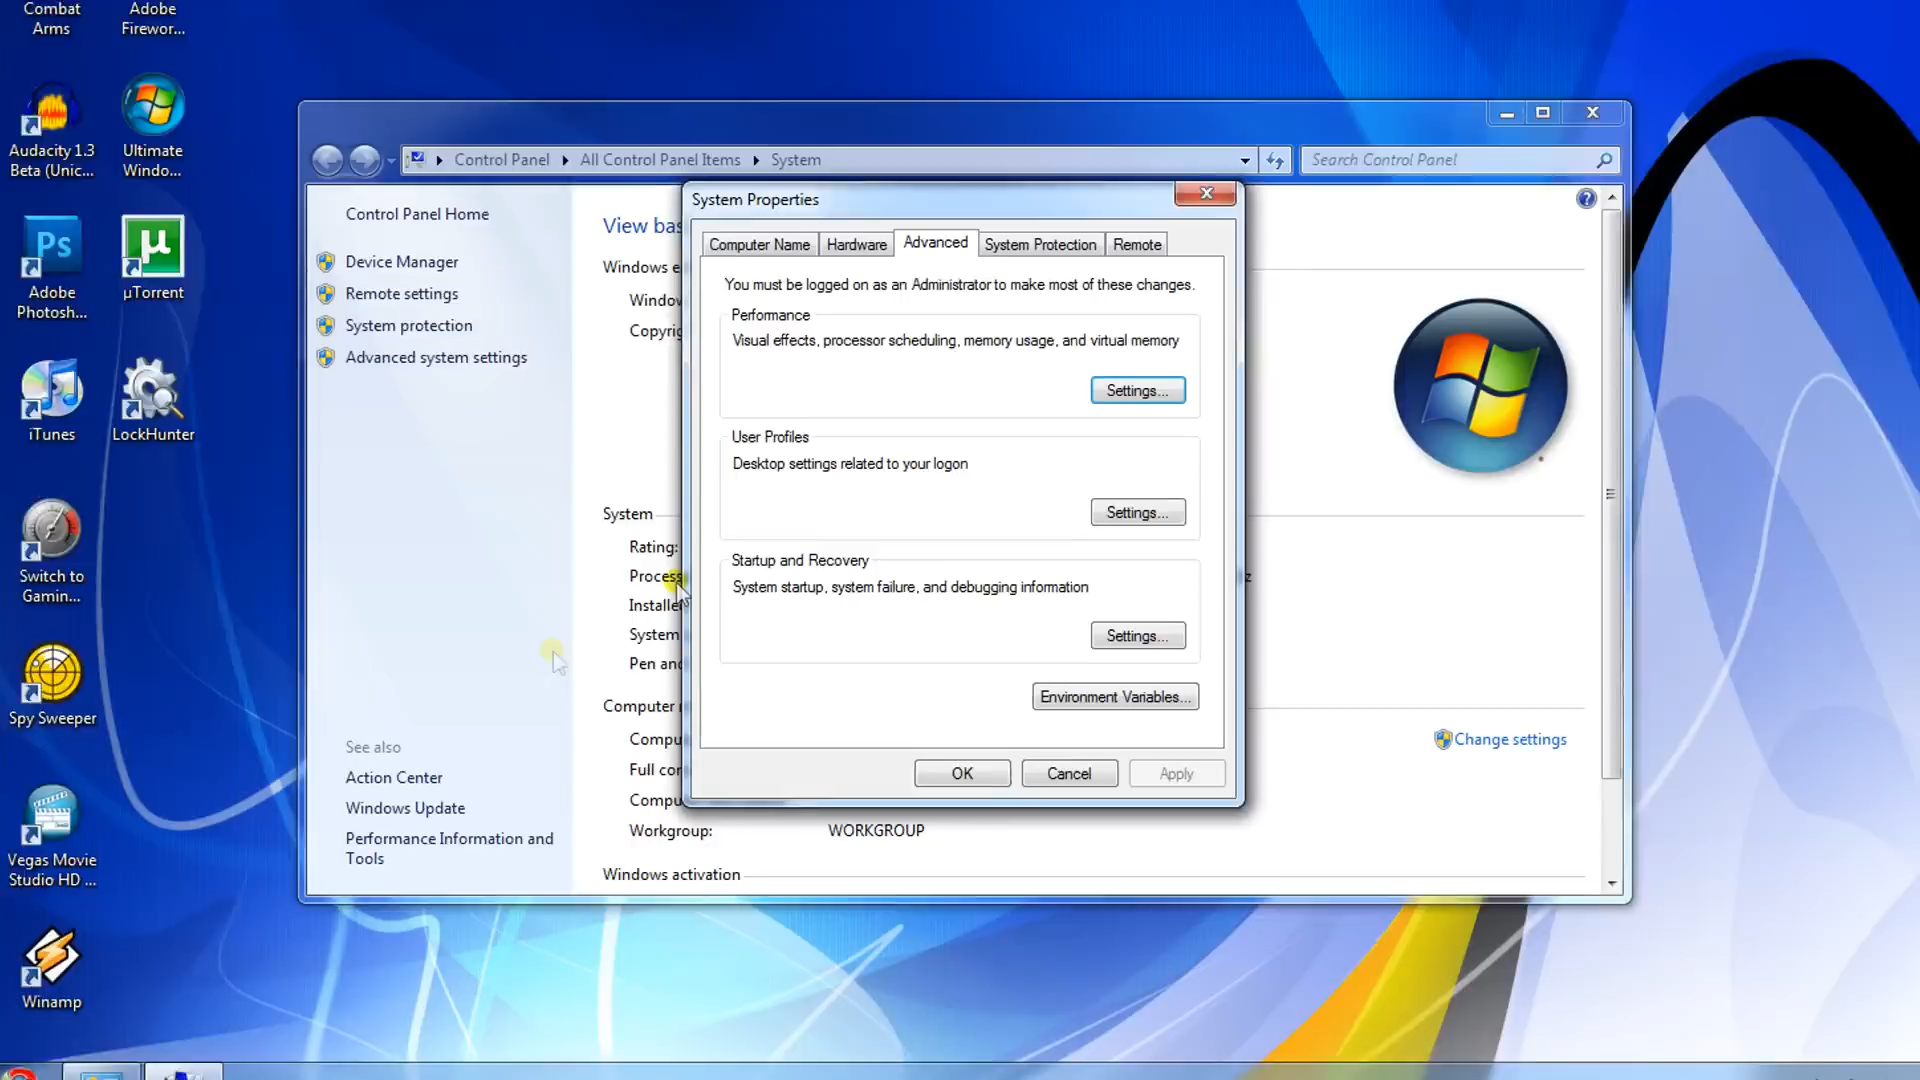 Combat
Arms
Adobe
Firewor...
Audacity 1.3
Beta (Unic...
Ultimate
Windo...
Ps
Adobe
Photosh...
µ
µTorrent
iTunes
LockHunter
Switch to
Gamin...
Spy Sweeper
Vegas Movie
Studio HD ...
Winamp
Control Panel
All Control Panel Items
System
Search Control Panel
Control Panel Home
Device Manager
Remote settings
System protection
Advanced system settings
See also
Action Center
Windows Update
Performance Information and
Tools
View bas
Windows e
Windo
Copyrig
System
Rating:
Process
Installe
System
Pen and
z
Computer
Compu
Full con
Compu
Workgroup:
WORKGROUP
Windows activation
Change settings
System Properties
Computer Name
Hardware
Advanced
System Protection
Remote
You must be logged on as an Administrator to make most of these changes.
Performance
Visual effects, processor scheduling, memory usage, and virtual memory
Settings...
User Profiles
Desktop settings related to your logon
Settings...
Startup and Recovery
System startup, system failure, and debugging information
Settings...
Environment Variables...
OK
Cancel
Apply